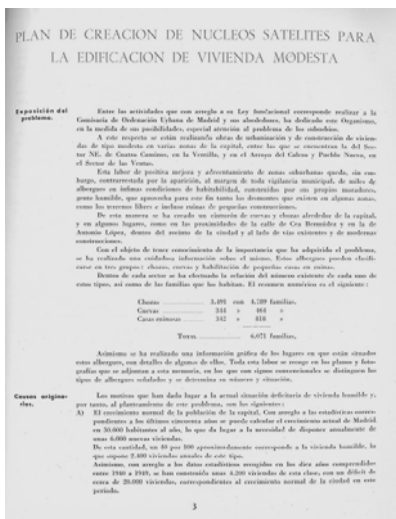 PLAN DE CREACION DE NUCLEOS SATELITES PARA
LA EDIFICACION DE VIVIENDA MODESTA
Exposición del
problema.
Entre las actividades que con arreglo a su Ley fundacional corresponde realizar a la
Comisaría de Ordenación Urbana de Madrid y sus alrededores, ha dedicado este Organismo,
en la medida de sus posibilidades, especial atención al problema de los suburbios.
A este respecto se están realizando obras de urbanización y de construcción de vivien-
das de tipo modesto en varias zonas de la capital, entre las que se encuentran la del Sec-
tor NE. de Cuatro Caminos, en la Ventilla, y en el Arroyo del Calero y Pueblo Nuevo, en
el Sector de las Ventas.
Esta labor de positiva mejora y adecentamiento de zonas suburbanas queda, sin em-
bargo, contrarrestada por la aparición, al margen de toda vigilancia municipal, de miles de
albergues en ínfimas condiciones de habitabilidad, construídos por sus propios moradores,
gente humilde, que aprovecha para este fin tanto los desmontes que existen en algunas zonas,
como los terrenos libres e incluso ruinas de pequeñas construcciones.
De esta manera se ha creado un cinturón de cuevas y chozas alrededor de la capital,
y en algunos lugares, como en las proximidades de la calle de Cea Bermúdez y en la de
Antonio López, dentro del recinto de la ciudad y al lado de vías existentes y de modernas
construcciones.
Con el objeto de tener conocimiento de la importancia que ha adquirido el problema,
se ha realizado una cuidadosa información sobre el mismo. Estos albergues pueden clasifi-
carse en tres grupos: chozas, cuevas y habilitación de pequeñas casas en ruinas.
Dentro de cada sector se ha efectuado la relación del número existente de cada uno de
estos tipos, así como de las familias que los habitan. El resumen numérico es el siguiente:
Chozas 3.491 con 4.789 familias.
Cuevas 344 » 464 »
Casas ruinosas 342 » 818 »
TOTAL 6.071 familias.
Asimismo se ha realizado una información gráfica de los lugares en que están situados
estos albergues, con detalles de algunos de ellos. Toda esta labor se recoge en los planos y foto-
grafías que se adjuntan a esta memoria, en los que con signos convencionales se distinguen los
tipos de albergues señalados y se determina su número y situación.
Causas origina-
rias.
Los motivos que han dado lugar a la actual situación deficitaria de vivienda humilde y,
por tanto, al planteamiento de este problema, son los siguientes:
A) El crecimiento normal de la población de la capital. Con arreglo a las estadísticas corres-
pondientes a los últimos cincuenta años se puede calcular el crecimiento actual de Madrid
en 30.000 habitantes al año, lo que da lugar a la necesidad de disponer anualmente de
unas 6.000 nuevas viviendas.
De esta cantidad, un 40 por 100 aproximadamente corresponde a la vivienda humilde, lo
que supone 2.400 viviendas anuales de este tipo.
Asimismo, con arreglo a los datos estadísticos recogidos en los diez años comprendidos
entre 1940 a 1949, se han construído unas 4.200 viviendas de esta clase, con un déficit de
cerca de 20.000 viviendas, correspondientes al crecimiento normal de la ciudad en este
período.
3